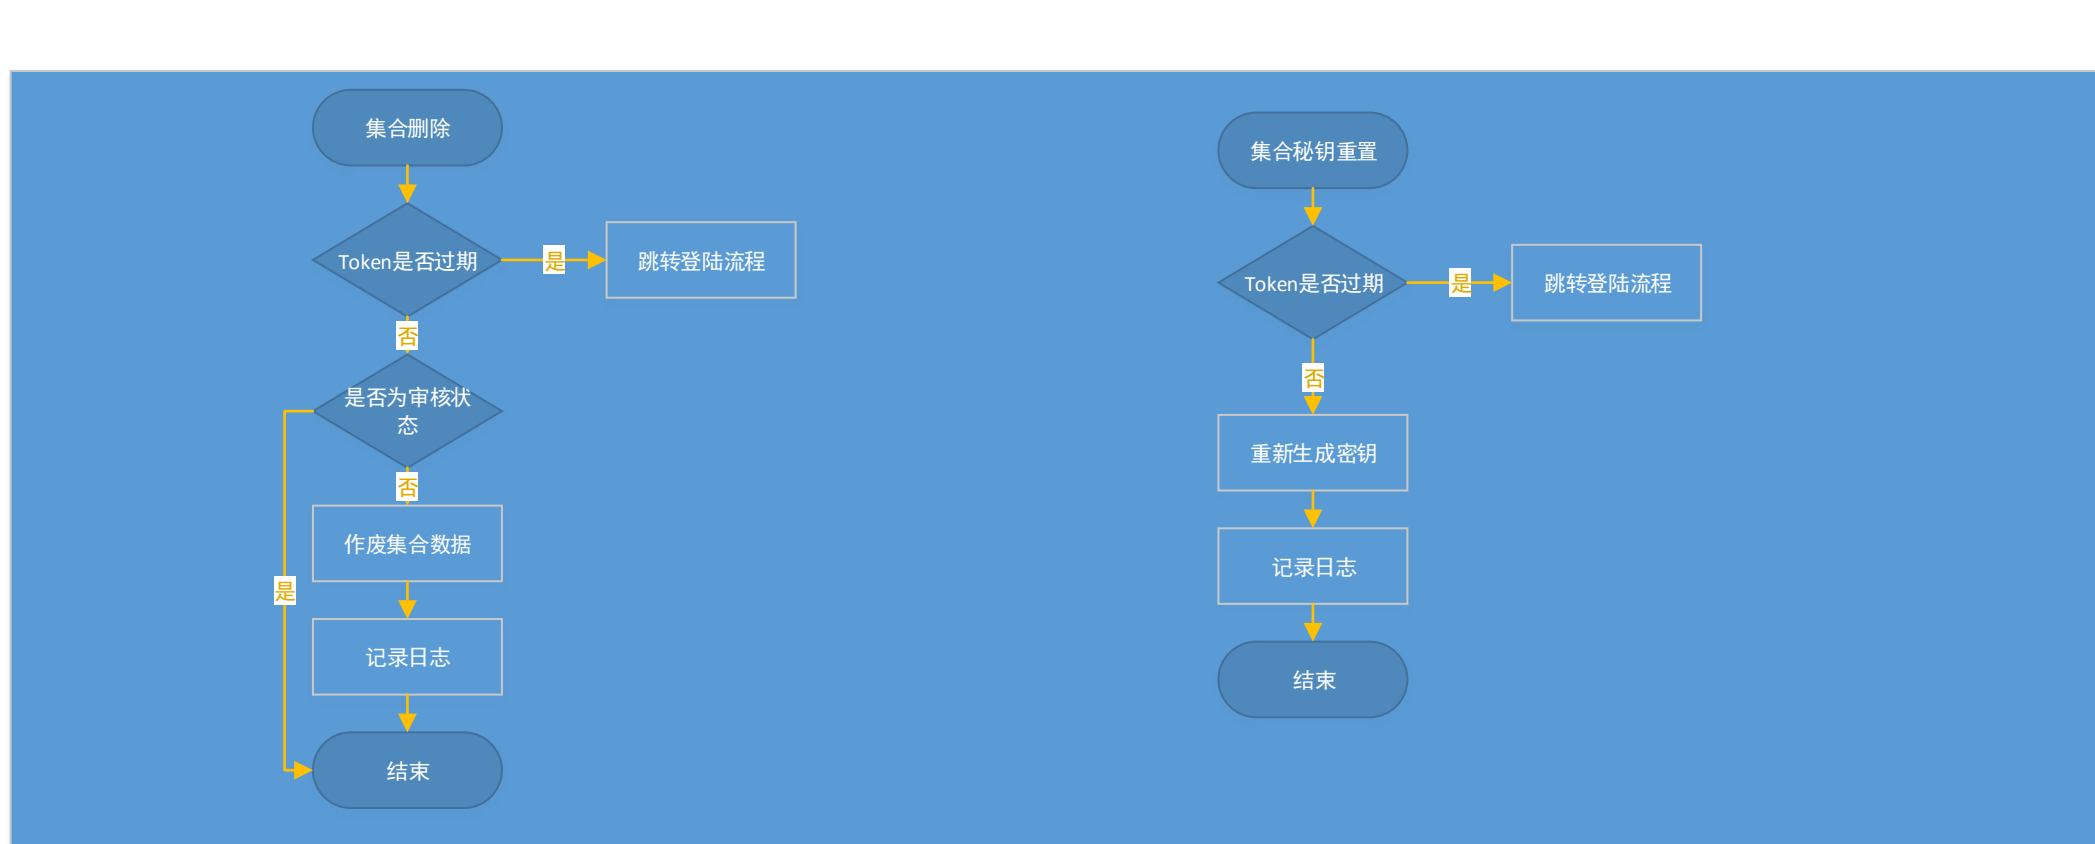 集合删除
Token是否过期
是
跳转登陆流程
否
是否为审核状
态
否
作废集合数据
是
记录日志
结束
集合秘钥重置
Token是否过期
是
跳转登陆流程
否
重新生成密钥
记录日志
结束